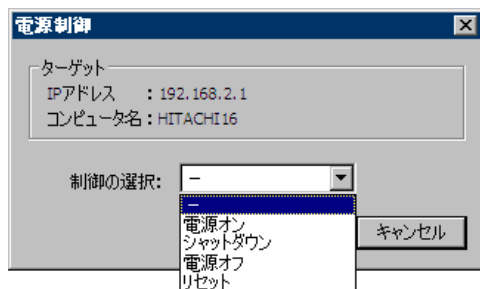 電源制御
ターゲット
IPアドレス : 192.168.2.1
コンピュータ名 : HITACHI16
制御の選択: –
–
電源オン
シャットダウン
電源オフ
リセット
キャンセル